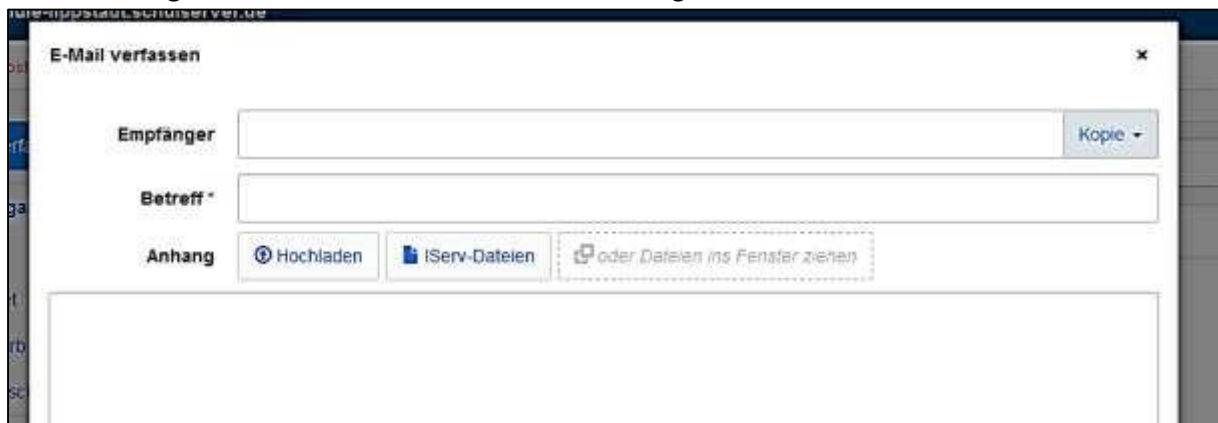 E-Mail verfassen ×
Empfänger
Kopie
Betreff *
Anhang Hochladen IServ-Dateien oder Dateien ins Fenster ziehen